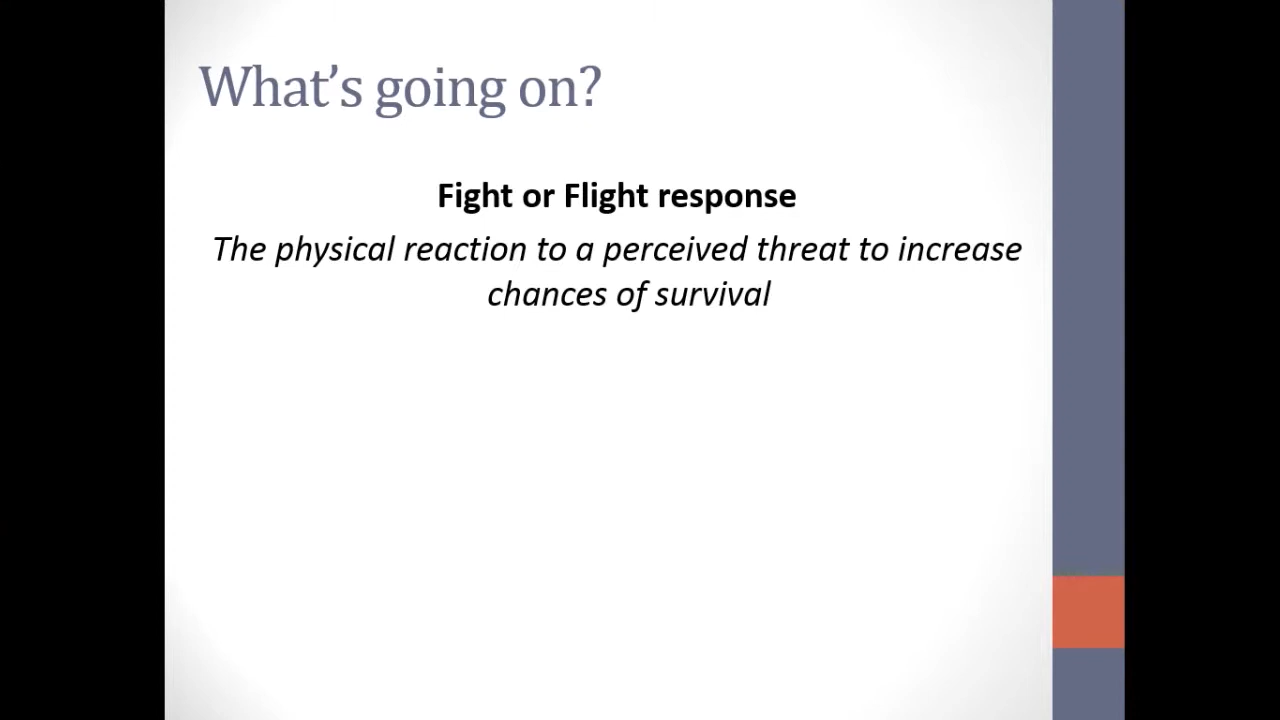 What’s going on?
Fight or Flight response
The physical reaction to a perceived threat to increase
chances of survival